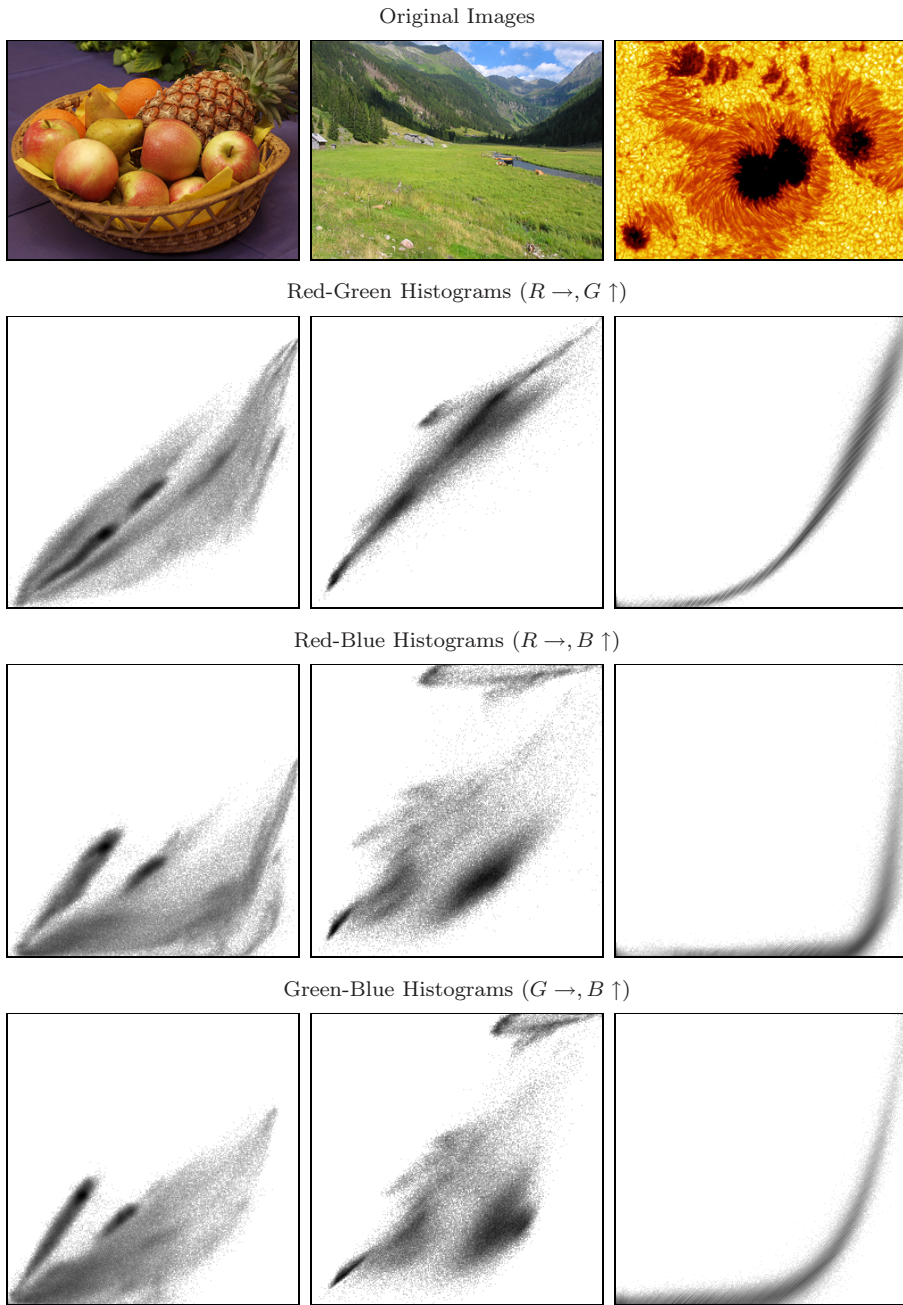 Original Images
Red-Green Histograms (R →, G ↑)
Red-Blue Histograms (R →, B ↑)
Green-Blue Histograms (G →, B ↑)